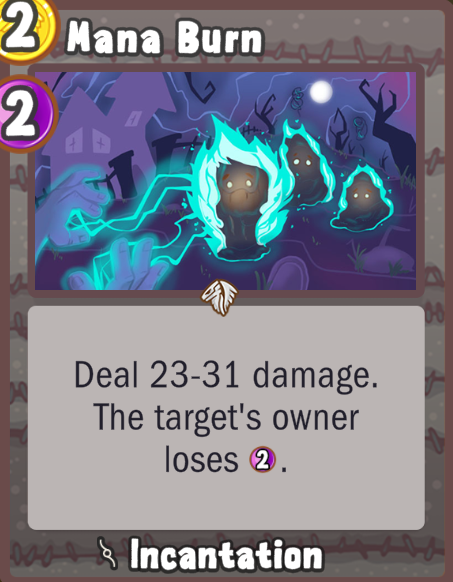 2 Mana Burn
2
Deal 23-31 damage.
The target's owner
loses 2.
Incantation